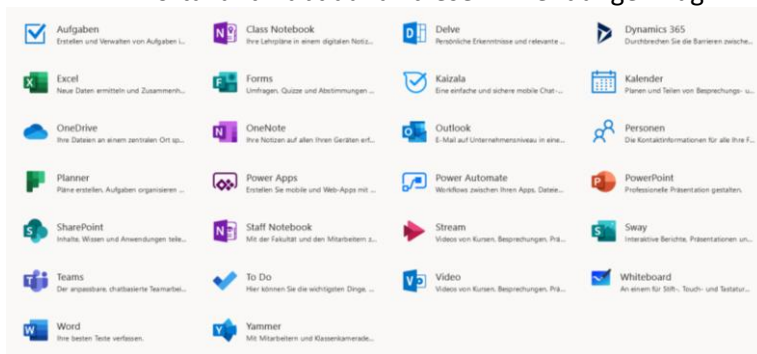 Aufgaben
Erstellen und Verwalten von Aufgaben i...
Class Notebook
Ihre Lehrpläne in einem digitalen Notiz...
Delve
Persönliche Erkenntnisse und relevante ...
Dynamics 365
Durchbrechen Sie die Barrieren zwische...
Excel
Neue Daten ermitteln und Zusammenh...
Forms
Umfragen, Quizze und Abstimmungen ...
Kaizala
Eine einfache und sichere mobile Chat-...
Kalender
Planen und Teilen von Besprechungs- u...
OneDrive
Ihre Dateien an einem zentralen Ort sp...
OneNote
Ihre Notizen auf allen Ihren Geräten erf...
Outlook
E-Mail auf Unternehmensniveau in eine...
Personen
Die Kontaktinformationen für alle Ihre F...
Planner
Pläne erstellen, Aufgaben organisieren ...
Power Apps
Erstellen Sie mobile und Web-Apps mit ...
Power Automate
Workflows zwischen Ihren Apps, Dateie...
PowerPoint
Professionelle Präsentation gestalten.
SharePoint
Inhalte, Wissen und Anwendungen teile...
Staff Notebook
Mit der Fakultät und den Mitarbeitern z...
Stream
Videos von Kursen, Besprechungen, Prä...
Sway
Interaktive Berichte, Präsentationen un...
Teams
Der anpassbare, chatbasierte Teamarbei...
To Do
Hier können Sie die wichtigsten Dinge, ...
Video
Videos von Kursen, Besprechungen, Prä...
Whiteboard
An einem für Stift-, Touch- und Tastatur...
Word
Ihre besten Texte verfassen.
Yammer
Mit Mitarbeitern und Klassenkamerade...